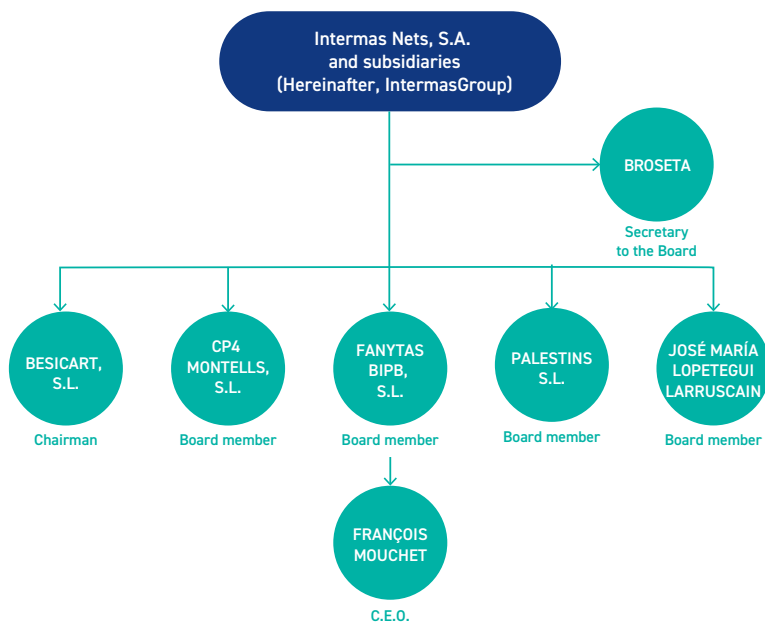 Intermas Nets, S.A.
and subsidiaries
(Hereinafter, IntermasGroup)
BROSETA
Secretary
to the Board
BESICART,
S.L.
Chairman
CP4
MONTELLS,
S.L.
Board member
FANYTAS
BIPB,
S.L.
Board member
PALESTINS
S.L.
Board member
JOSÉ MARÍA
LOPETEGUI
LARRUSCAIN
Board member
FRANÇOIS
MOUCHET
C.E.O.